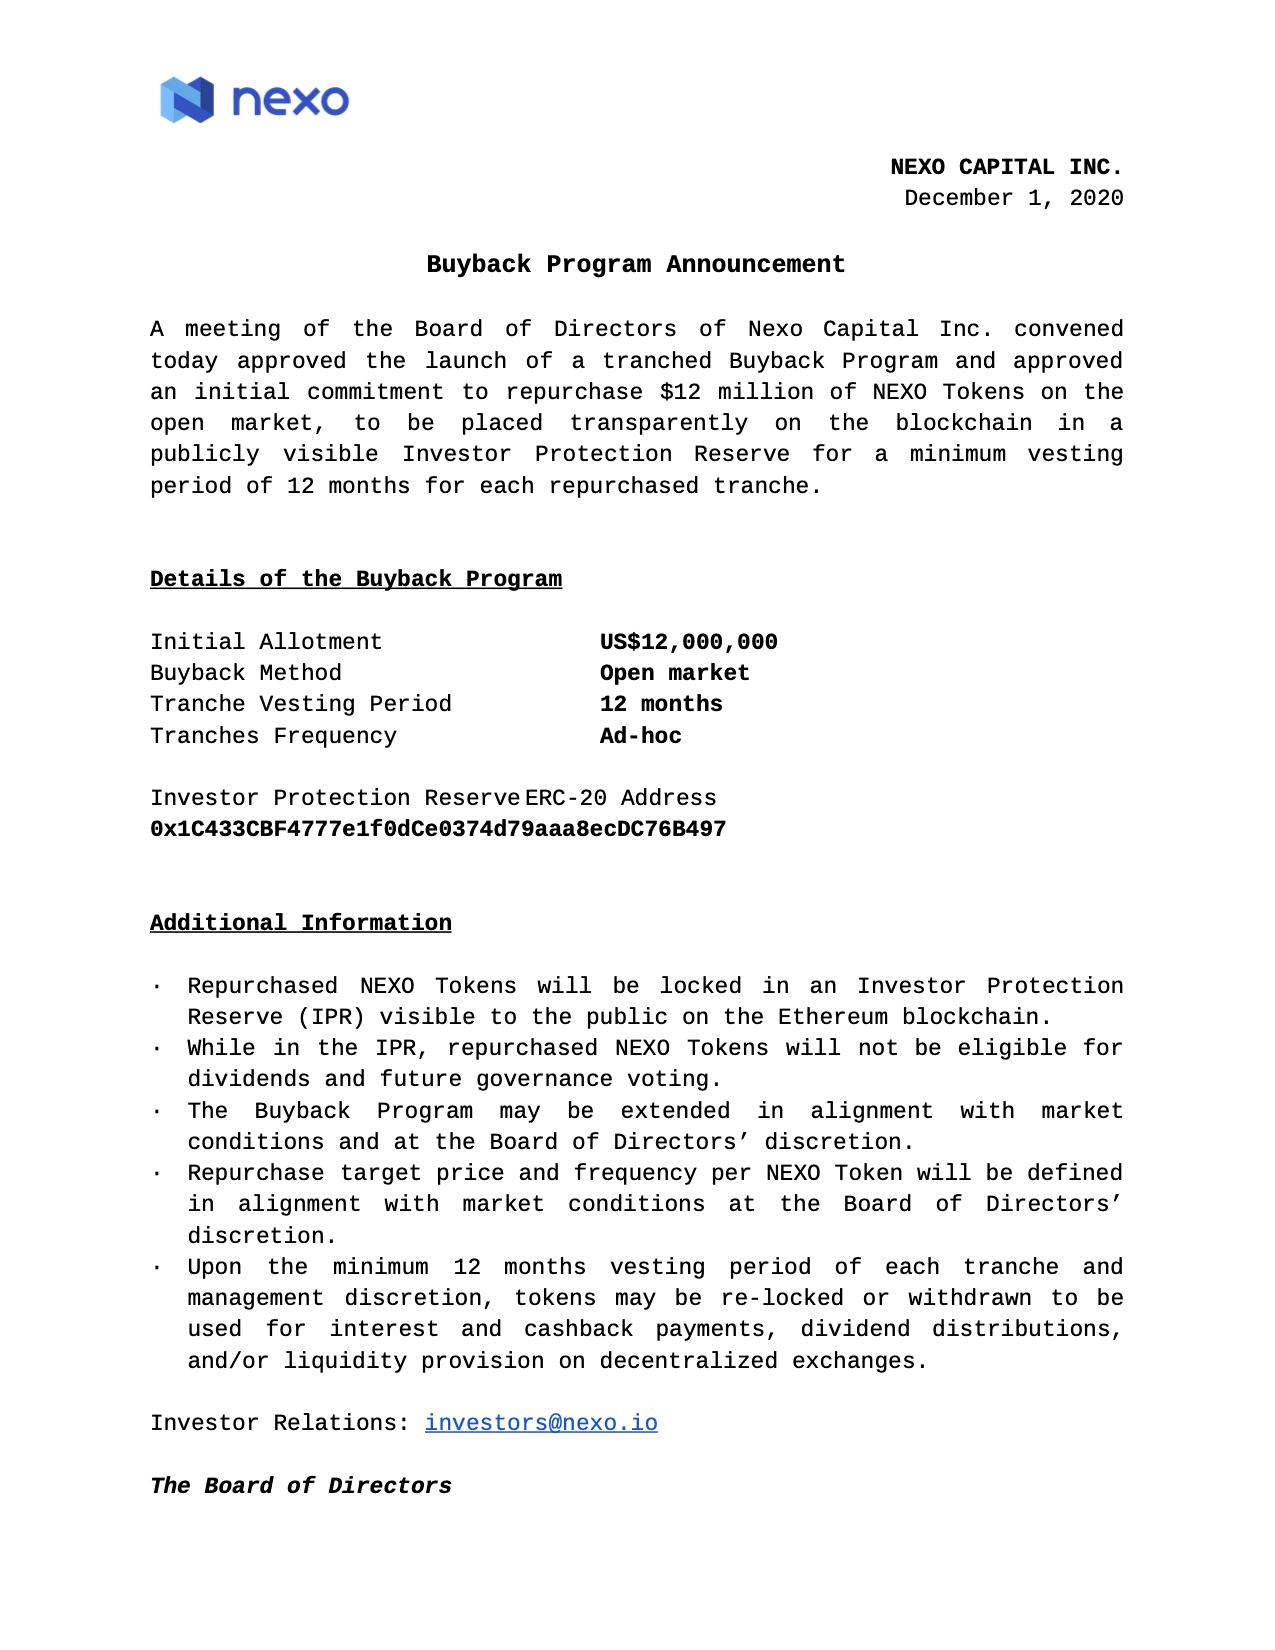 nexo
NEXO CAPITAL INC.
December 1, 2020
Buyback Program Announcement
A meeting of the Board of Directors of Nexo Capital Inc. convened
today approved the launch of a tranched Buyback Program and approved
an initial commitment to repurchase $12 million of NEXO Tokens on the
open market, to be placed transparently on the blockchain in a
publicly visible Investor Protection Reserve for a minimum vesting
period of 12 months for each repurchased tranche.
Details of the Buyback Program
Initial Allotment US$12,000,000
Buyback Method Open market
Tranche Vesting Period 12 months
Tranches Frequency Ad-hoc
Investor Protection Reserve ERC-20 Address
0x1C433CBF4777e1f0dCe0374d79aaa8ecDC76B497
Additional Information
· Repurchased NEXO Tokens will be locked in an Investor Protection
Reserve (IPR) visible to the public on the Ethereum blockchain.
· While in the IPR, repurchased NEXO Tokens will not be eligible for
dividends and future governance voting.
· The Buyback Program may be extended in alignment with market
conditions and at the Board of Directors’ discretion.
· Repurchase target price and frequency per NEXO Token will be defined
in alignment with market conditions at the Board of Directors’
discretion.
· Upon the minimum 12 months vesting period of each tranche and
management discretion, tokens may be re-locked or withdrawn to be
used for interest and cashback payments, dividend distributions,
and/or liquidity provision on decentralized exchanges.
Investor Relations: investors@nexo.io
The Board of Directors